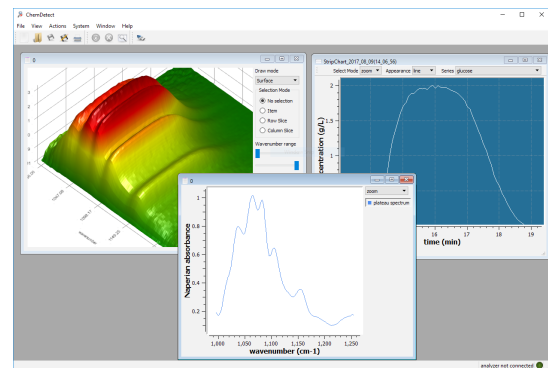 ChemDetect
File View Actions System Window Help
0
Draw mode
Surface
Selection Mode
No selection
Item
Raw Slice
Column Slice
Wavenumber range
wavenumber
StripChart_2017_08_09(14_06_56)
Select Mode zoom Appearance line Series glucose
2
1
centration (g/L)
16 17 18 19
time (min)
0
zoom
plateau spectrum
1
0.8
0.6
0.4
0.2
Naperian absorbance
1,000 1,050 1,100 1,150 1,200 1,250
wavenumber (cm-1)
analyzer not connected